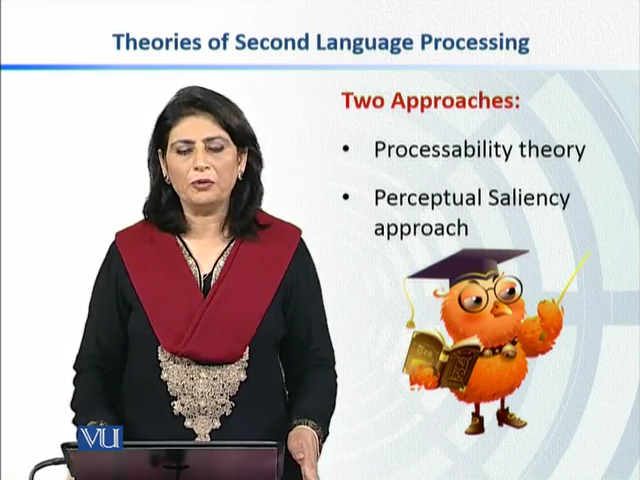 Theories of Second Language Processing
Two Approaches:
• Processability theory
• Perceptual Saliency
approach
VU